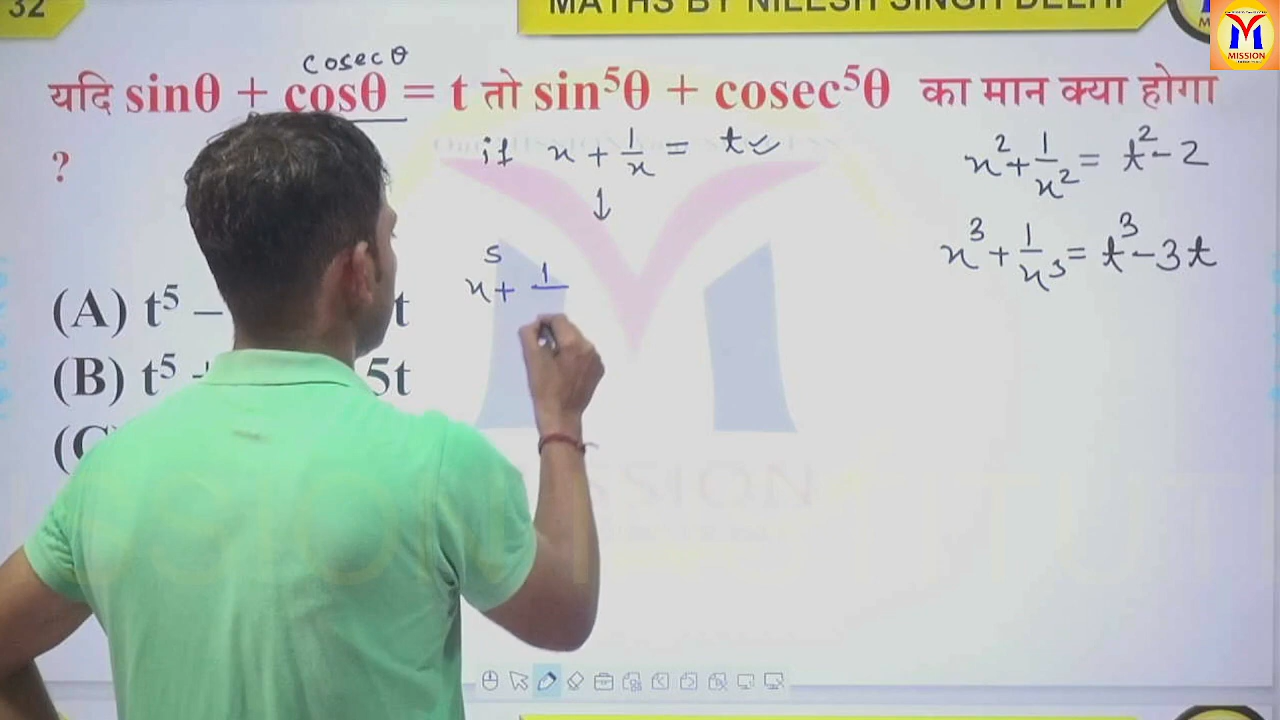 32
MATHS BY NILESH SINGH DELHI
MISSION
cosecθ
यदि sinθ + cosθ = t तो sin⁵θ + cosec⁵θ का मान क्या होगा
?
if x + 1/x = t
x² + 1/x² = t² - 2
x³ + 1/x³ = t³ - 3t
x⁵ + 1
(A) t⁵ – t
(B) t⁵ 5t
(C